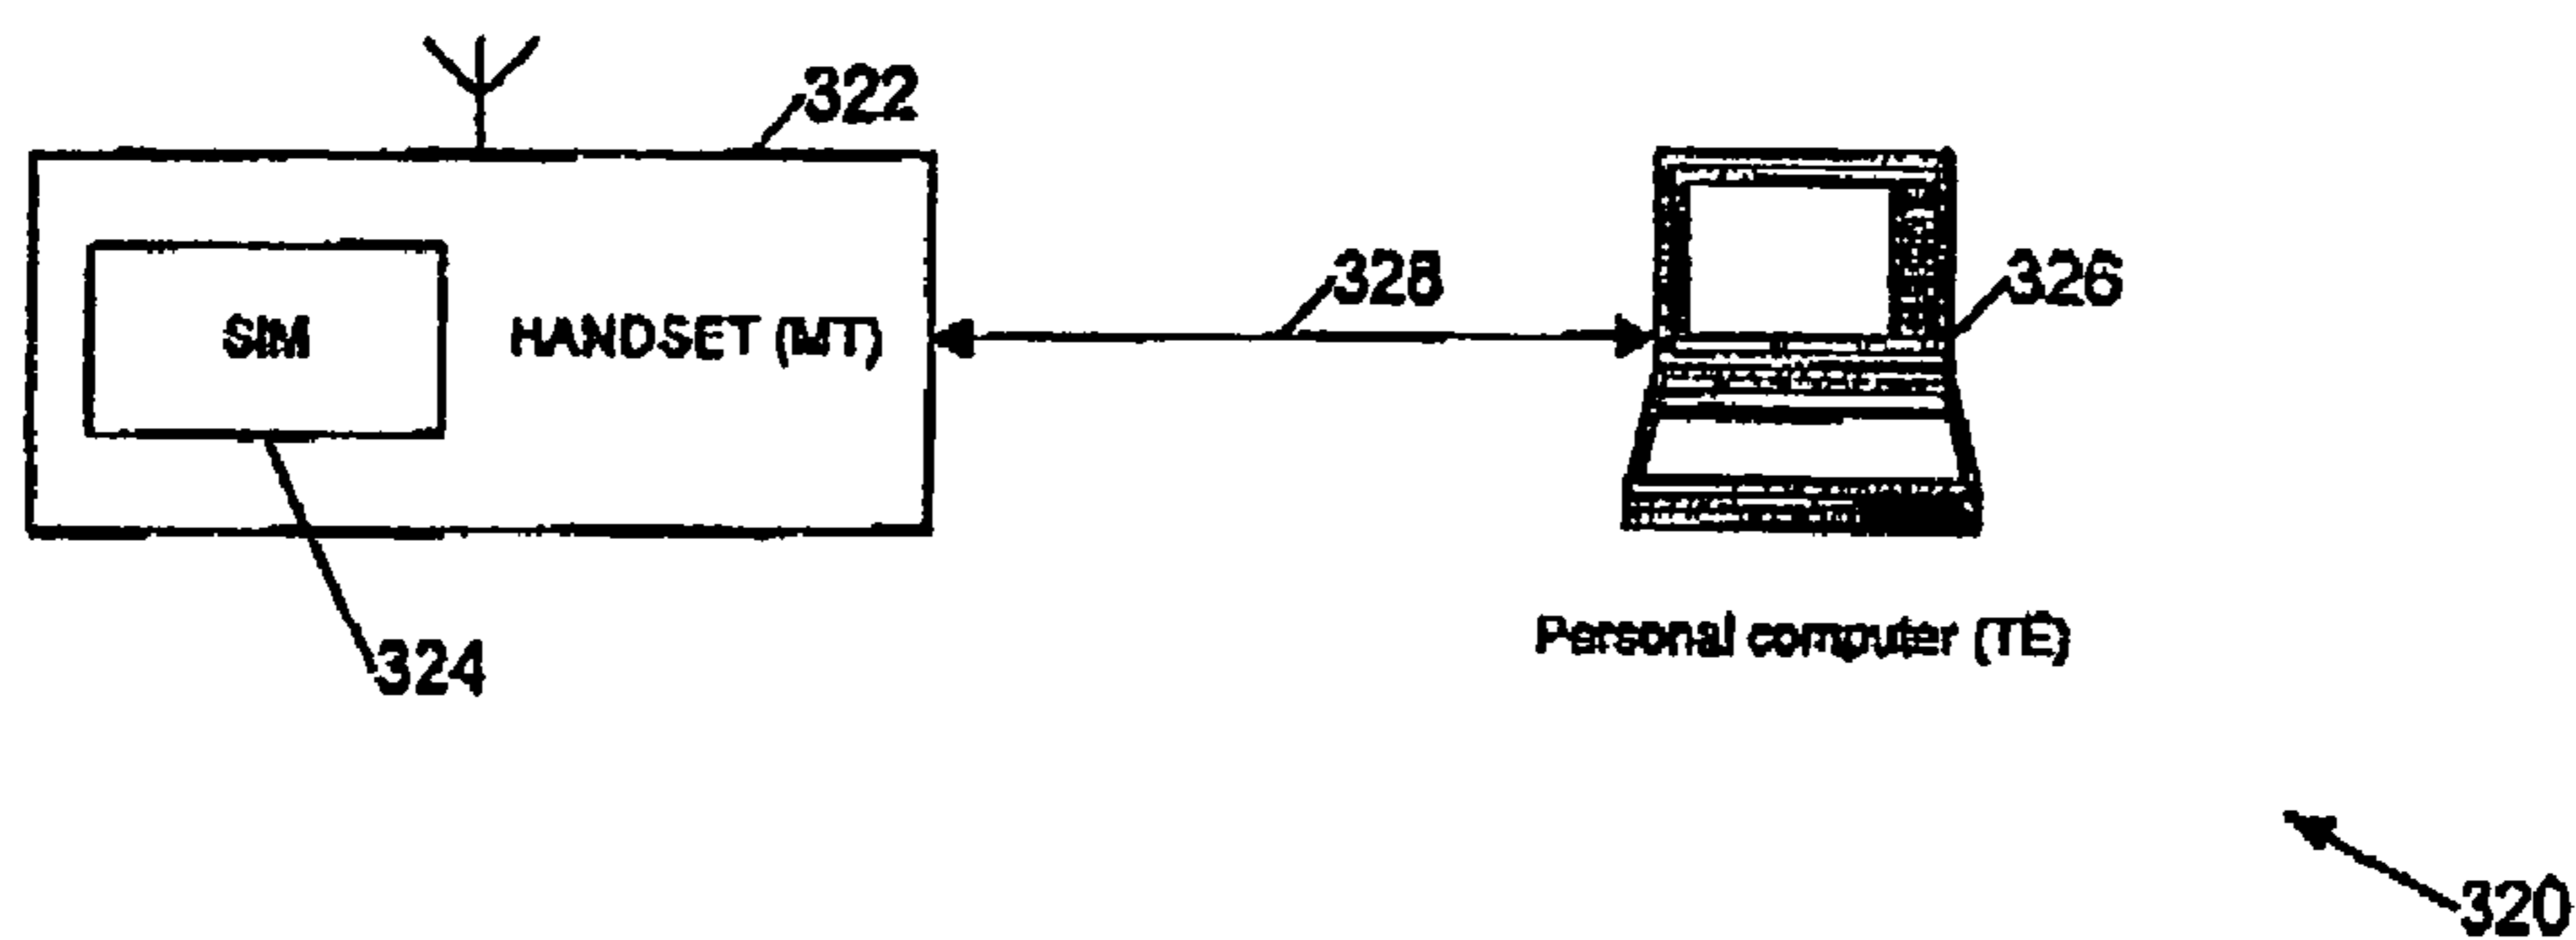 322
328
326
SIM
HANDSET (MT)
324
Personal computer (TE)
320